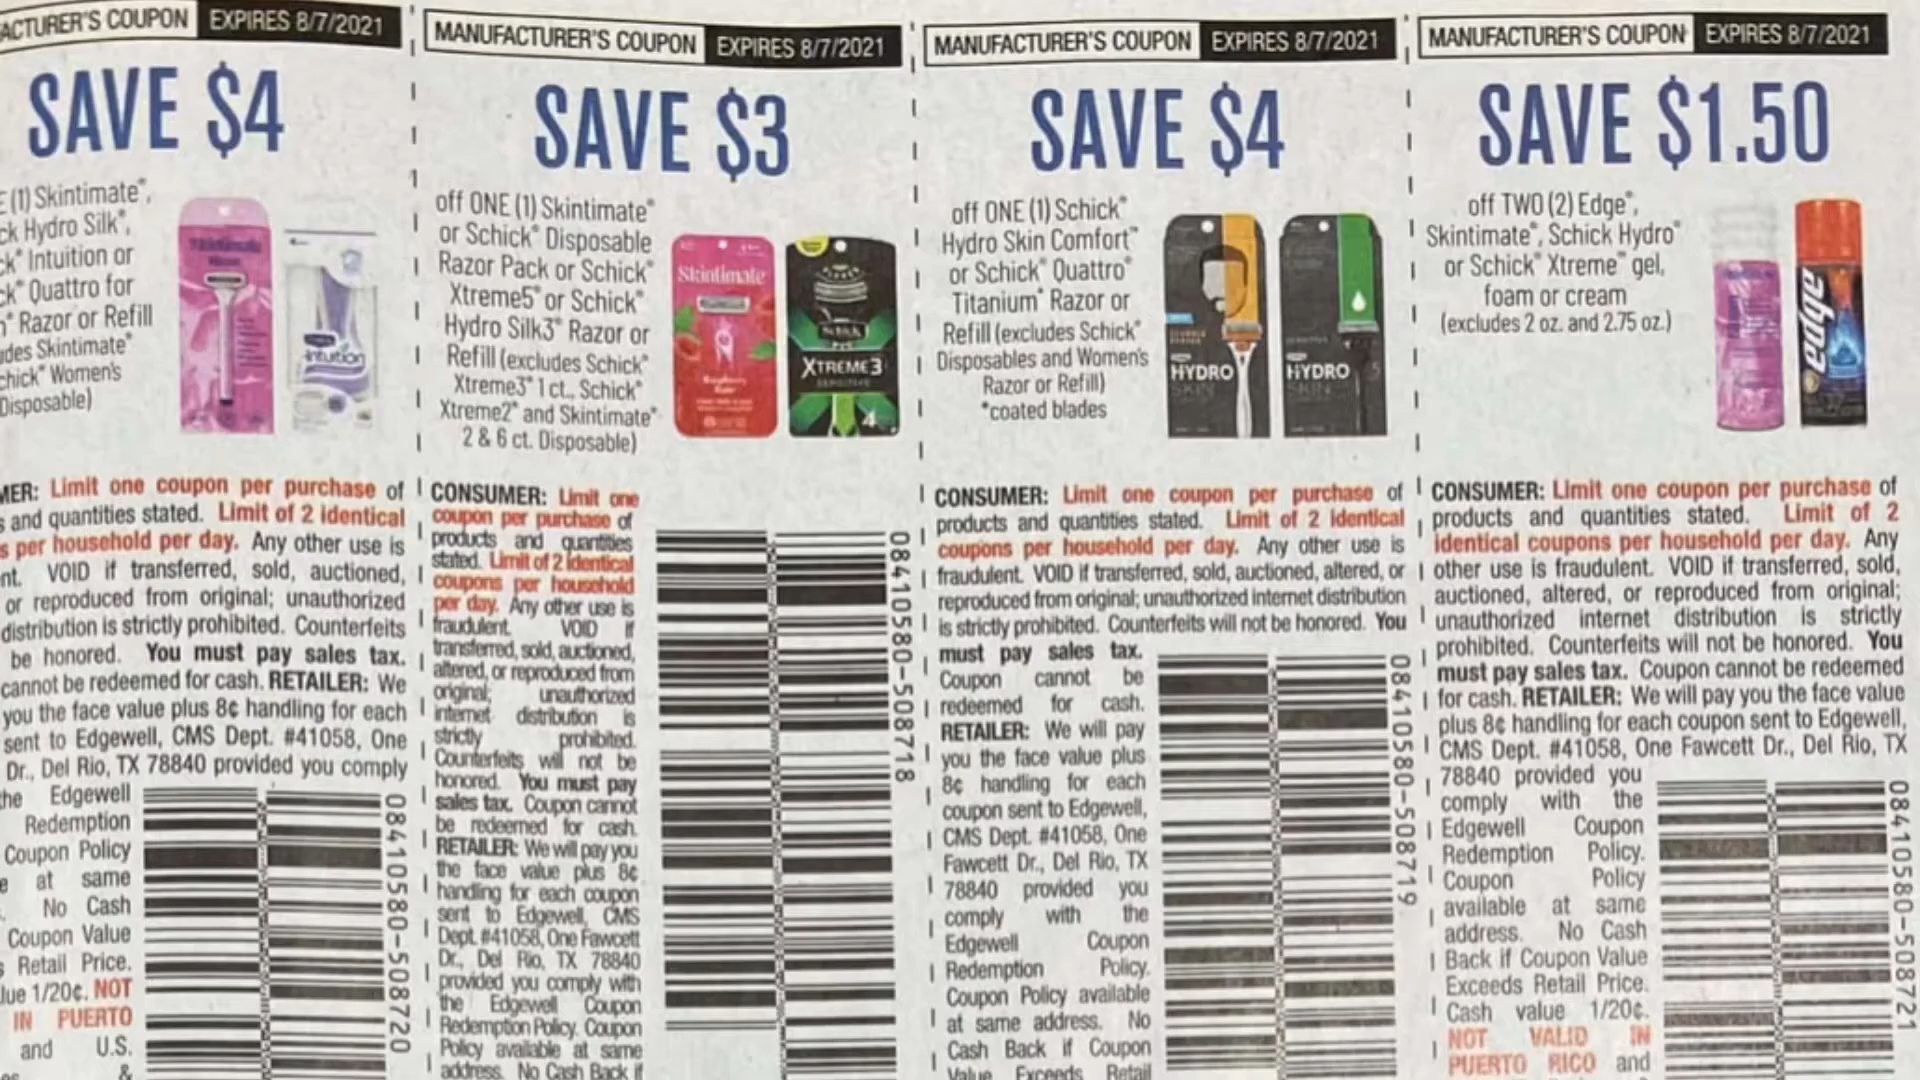 ACTURER'S COUPON EXPIRES 8/7/2021
SAVE $4
E (1) Skintimate®,
ck Hydro Silk®,
ck® Intuition or
ck® Quattro for
n® Razor or Refill
udes Skintimate®
chick® Women's
Disposable)
intuition
MER: Limit one coupon per purchase of
s and quantities stated. Limit of 2 identical
s per household per day. Any other use is
nt. VOID if transferred, sold, auctioned,
or reproduced from original; unauthorized
distribution is strictly prohibited. Counterfeits
be honored. You must pay sales tax.
cannot be redeemed for cash. RETAILER: We
you the face value plus 8¢ handling for each
sent to Edgewell, CMS Dept. #41058, One
Dr., Del Rio, TX 78840 provided you comply
the Edgewell
Redemption
Coupon Policy
e at same
No Cash
Coupon Value
s Retail Price.
lue 1/20¢. NOT
IN PUERTO
and U.S.
&
08410580-508720
MANUFACTURER'S COUPON EXPIRES 8/7/2021
SAVE $3
off ONE (1) Skintimate®
or Schick® Disposable
Razor Pack or Schick®
Xtreme5® or Schick®
Hydro Silk3® Razor or
Refill (excludes Schick®
Xtreme3® 1 ct., Schick®
Xtreme2® and Skintimate®
2 & 6 ct. Disposable)
Skintimate
XTREME3
4
CONSUMER: Limit one
coupon per purchase of
products and quantities
stated. Limit of 2 identical
coupons per household
per day. Any other use is
fraudulent. VOID if
transferred, sold, auctioned,
altered, or reproduced from
original; unauthorized
internet distribution is
strictly prohibited.
Counterfeits will not be
honored. You must pay
sales tax. Coupon cannot
be redeemed for cash.
RETAILER: We will pay you
the face value plus 8¢
handling for each coupon
sent to Edgewell, CMS
Dept. #41058, One Fawcett
Dr., Del Rio, TX 78840
provided you comply with
the Edgewell Coupon
Redemption Policy. Coupon
Policy available at same
address. No Cash Back if
08410580-508718
MANUFACTURER'S COUPON EXPIRES 8/7/2021
SAVE $4
off ONE (1) Schick®
Hydro Skin Comfort™
or Schick® Quattro®
Titanium® Razor or
Refill (excludes Schick®
Disposables and Women's
Razor or Refill)
*coated blades
HYDRO
SKIN
HYDRO
SKIN
5
CONSUMER: Limit one coupon per purchase of
products and quantities stated. Limit of 2 identical
coupons per household per day. Any other use is
fraudulent. VOID if transferred, sold, auctioned, altered, or
reproduced from original; unauthorized internet distribution
is strictly prohibited. Counterfeits will not be honored. You
must pay sales tax.
Coupon cannot be
redeemed for cash.
RETAILER: We will pay
you the face value plus
8¢ handling for each
coupon sent to Edgewell,
CMS Dept. #41058, One
Fawcett Dr., Del Rio, TX
78840 provided you
comply with the
Edgewell Coupon
Redemption Policy.
Coupon Policy available
at same address. No
Cash Back if Coupon
Value Exceeds Retail
08410580-508719
MANUFACTURER'S COUPON EXPIRES 8/7/2021
SAVE $1.50
off TWO (2) Edge®,
Skintimate®, Schick Hydro®
or Schick® Xtreme™ gel,
foam or cream
(excludes 2 oz. and 2.75 oz.)
edge
CONSUMER: Limit one coupon per purchase of
products and quantities stated. Limit of 2
identical coupons per household per day. Any
other use is fraudulent. VOID if transferred, sold,
auctioned, altered, or reproduced from original;
unauthorized internet distribution is strictly
prohibited. Counterfeits will not be honored. You
must pay sales tax. Coupon cannot be redeemed
for cash. RETAILER: We will pay you the face value
plus 8¢ handling for each coupon sent to Edgewell,
CMS Dept. #41058, One Fawcett Dr., Del Rio, TX
78840 provided you
comply with the
Edgewell Coupon
Redemption Policy.
Coupon Policy
available at same
address. No Cash
Back if Coupon Value
Exceeds Retail Price.
Cash value 1/20¢.
NOT VALID IN
PUERTO RICO and
08410580-508721